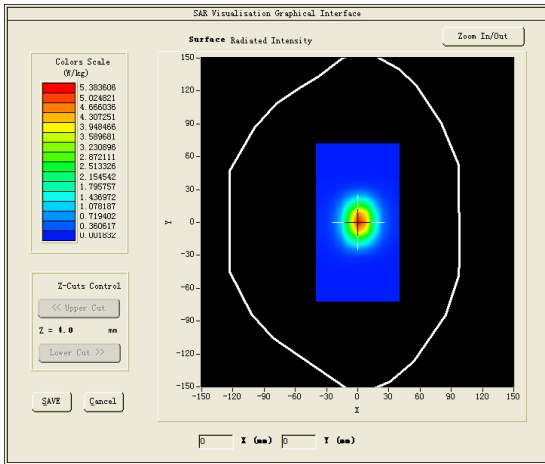 SAR Visualisation Graphical Interface
Surface Radiated Intensity
Zoom In/Out
Colors Scale
(W/kg)
5.383606
5.024821
4.666036
4.307251
3.948466
3.589681
3.230896
2.872111
2.513326
2.154542
1.795757
1.436972
1.078187
0.719402
0.360617
0.001832
150
120
90
60
30
0
-30
-60
-90
-120
-150
Y
-150 -120 -90 -60 -30 0 30 60 90 120 150
X
Z-Cuts Control
<< Upper Cut
Z = 4.0 mm
Lower Cut >>
SAVE Cancel
0 X (mm) 0 Y (mm)